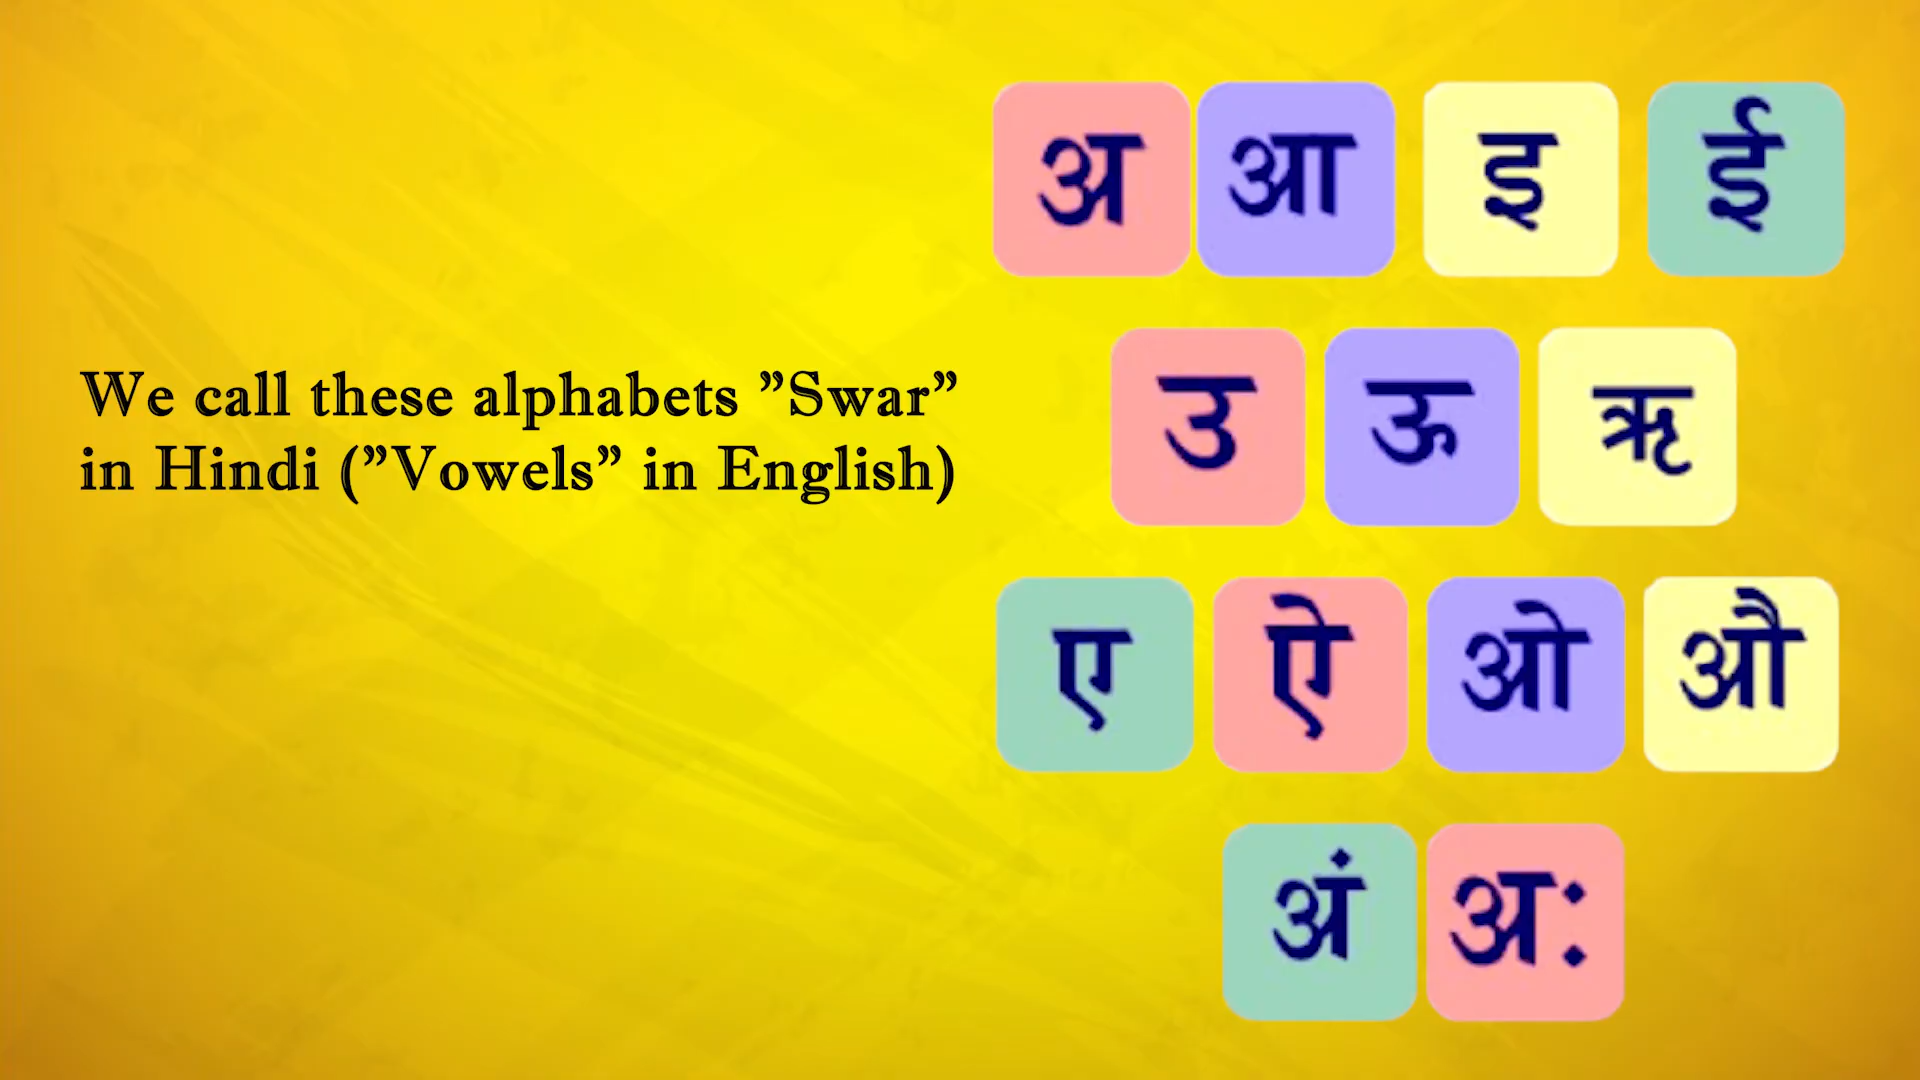 We call these alphabets ”Swar”
in Hindi (”Vowels” in English)
अ आ इ ई
उ ऊ ऋ
ए ऐ ओ औ
अं अः